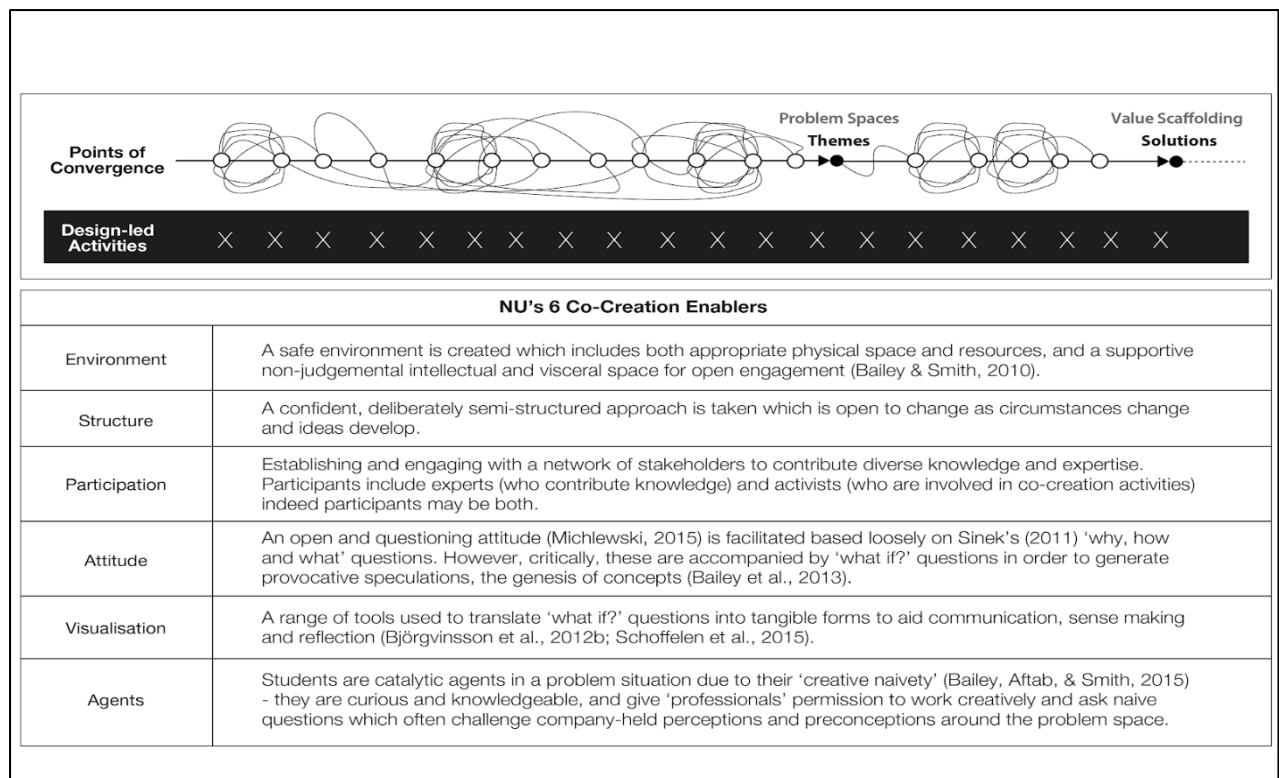 Problem Spaces
Themes
Value Scaffolding
Solutions
Points of
Convergence
Design-led
Activities
X X X X X X X X X X X X X X X X X X X X
NU's 6 Co-Creation Enablers
Environment
A safe environment is created which includes both appropriate physical space and resources, and a supportive
non-judgemental intellectual and visceral space for open engagement (Bailey & Smith, 2010).
Structure
A confident, deliberately semi-structured approach is taken which is open to change as circumstances change
and ideas develop.
Participation
Establishing and engaging with a network of stakeholders to contribute diverse knowledge and expertise.
Participants include experts (who contribute knowledge) and activists (who are involved in co-creation activities)
indeed participants may be both.
Attitude
An open and questioning attitude (Michlewski, 2015) is facilitated based loosely on Sinek's (2011) 'why, how
and what' questions. However, critically, these are accompanied by 'what if?' questions in order to generate
provocative speculations, the genesis of concepts (Bailey et al., 2013).
Visualisation
A range of tools used to translate 'what if?' questions into tangible forms to aid communication, sense making
and reflection (Björgvinsson et al., 2012b; Schoffelen et al., 2015).
Agents
Students are catalytic agents in a problem situation due to their 'creative naivety' (Bailey, Aftab, & Smith, 2015)
- they are curious and knowledgeable, and give 'professionals' permission to work creatively and ask naive
questions which often challenge company-held perceptions and preconceptions around the problem space.